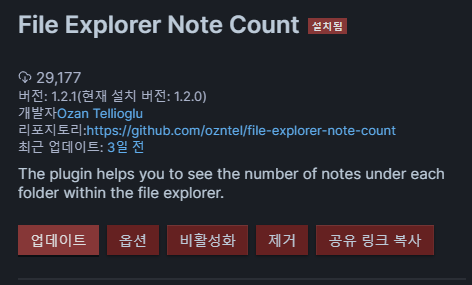 File Explorer Note Count 설치됨
29,177
버전: 1.2.1(현재 설치 버전: 1.2.0)
개발자Ozan Tellioglu
리포지토리:https://github.com/ozntel/file-explorer-note-count
최근 업데이트: 3일 전
The plugin helps you to see the number of notes under each
folder within the file explorer.
업데이트 옵션 비활성화 제거 공유 링크 복사